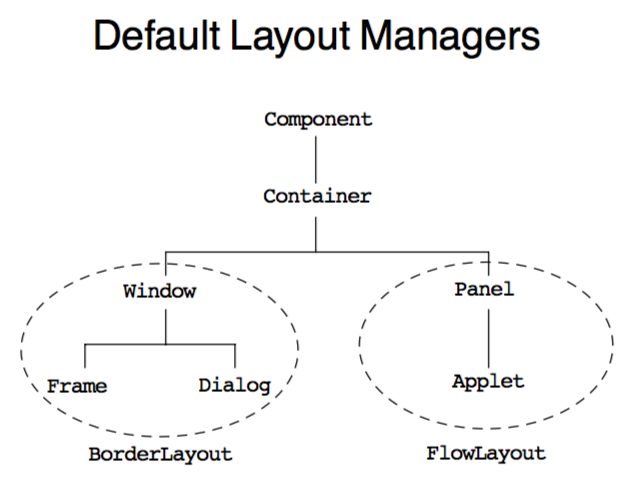 Default Layout Managers
Component
Container
Window
Panel
Frame
Dialog
Applet
BorderLayout
FlowLayout